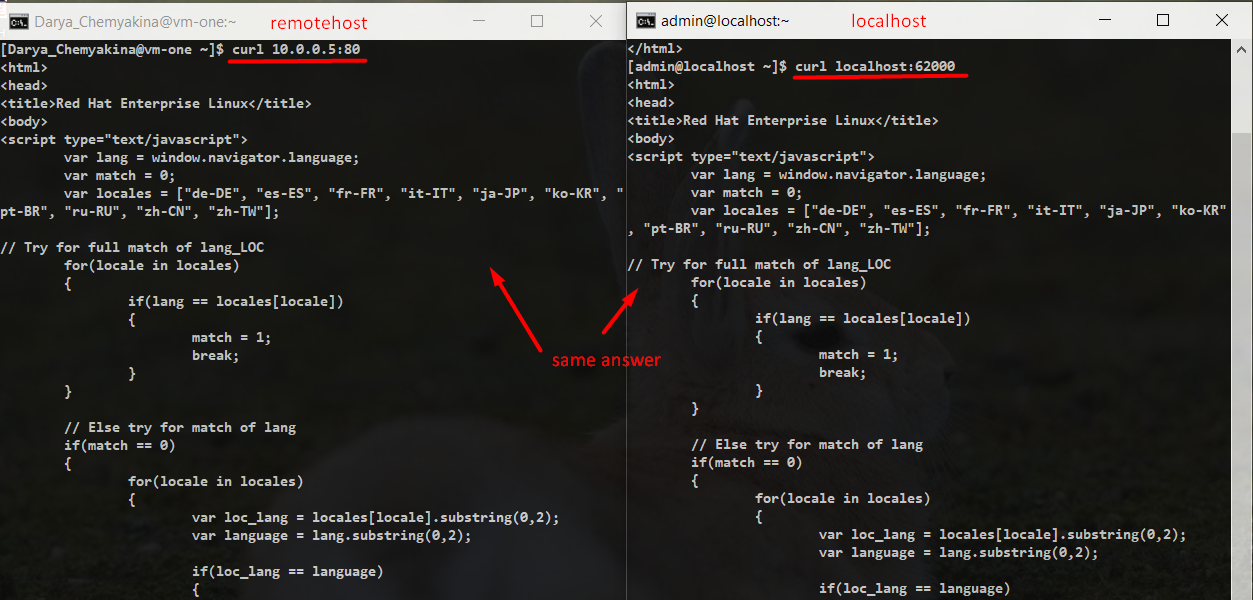 Darya_Chemyakina@vm-one:~
remotehost
[Darya_Chemyakina@vm-one ~]$ curl 10.0.0.5:80
<html>
<head>
<title>Red Hat Enterprise Linux</title>
<body>
<script type="text/javascript">
        var lang = window.navigator.language;
        var match = 0;
        var locales = ["de-DE", "es-ES", "fr-FR", "it-IT", "ja-JP", "ko-KR", "
pt-BR", "ru-RU", "zh-CN", "zh-TW"];
// Try for full match of lang_LOC
        for(locale in locales)
        {
                if(lang == locales[locale])
                {
                        match = 1;
                        break;
                }
        }
        // Else try for match of lang
        if(match == 0)
        {
                for(locale in locales)
                {
                        var loc_lang = locales[locale].substring(0,2);
                        var language = lang.substring(0,2);
                        if(loc_lang == language)
                        {
same answer
admin@localhost:~
localhost
</html>
[admin@localhost ~]$ curl localhost:62000
<html>
<head>
<title>Red Hat Enterprise Linux</title>
<body>
<script type="text/javascript">
        var lang = window.navigator.language;
        var match = 0;
        var locales = ["de-DE", "es-ES", "fr-FR", "it-IT", "ja-JP", "ko-KR"
, "pt-BR", "ru-RU", "zh-CN", "zh-TW"];
// Try for full match of lang_LOC
        for(locale in locales)
        {
                if(lang == locales[locale])
                {
                        match = 1;
                        break;
                }
        }
        // Else try for match of lang
        if(match == 0)
        {
                for(locale in locales)
                {
                        var loc_lang = locales[locale].substring(0,2);
                        var language = lang.substring(0,2);
                        if(loc_lang == language)